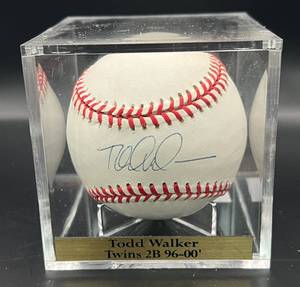 Todd Walker
Twins 2B 96-00'